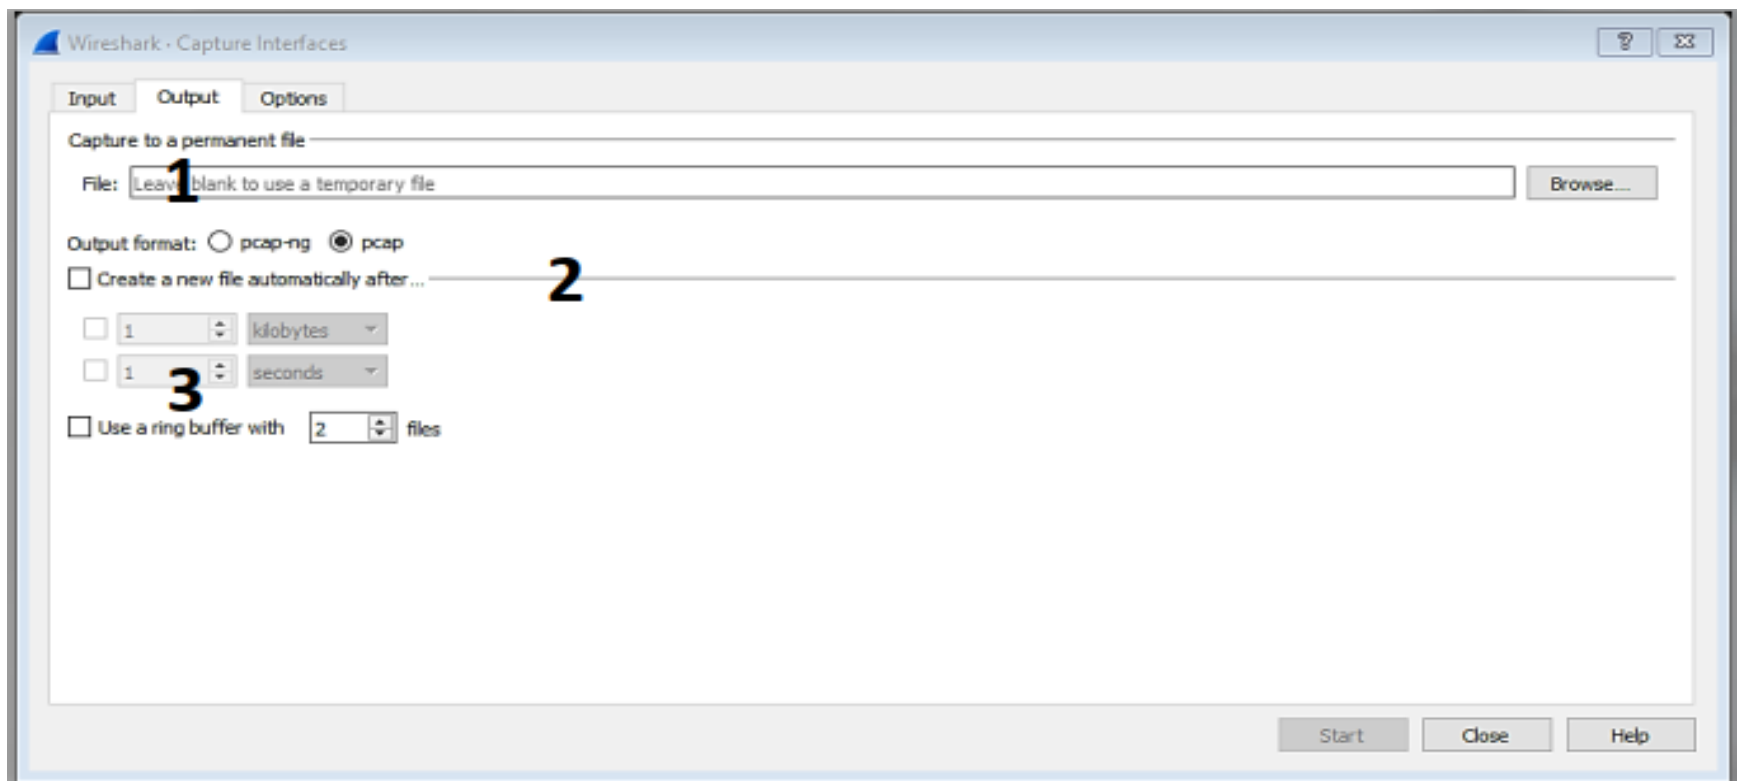 Wireshark · Capture Interfaces
Input Output Options
Capture to a permanent file
1
File: Leave blank to use a temporary file Browse...
Output format: pcap-ng pcap
Create a new file automatically after... 2
1 kilobytes
1 seconds
3
Use a ring buffer with 2 files
Start Close Help